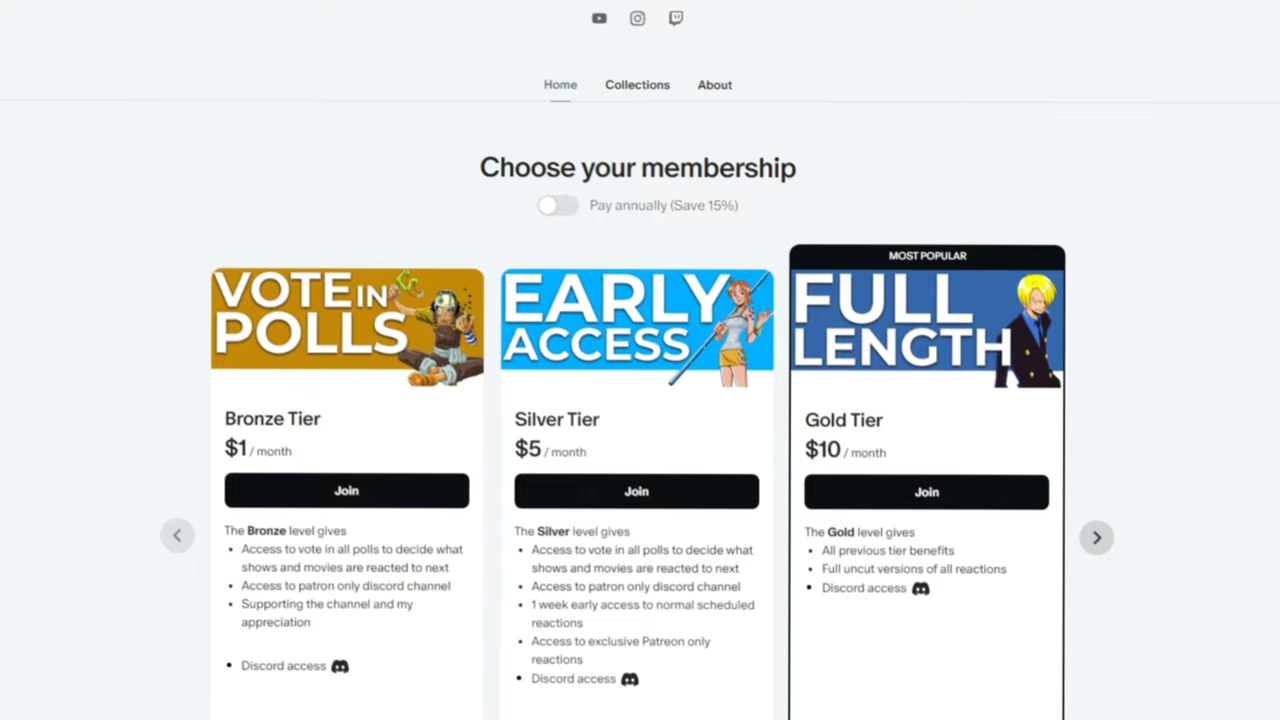 Home Collections About
Choose your membership
Pay annually (Save 15%)
VOTE IN
POLLS
Bronze Tier
$1 / month
Join
The Bronze level gives
• Access to vote in all polls to decide what
shows and movies are reacted to next
• Access to patron only discord channel
• Supporting the channel and my
appreciation
• Discord access
EARLY
ACCESS
Silver Tier
$5 / month
Join
The Silver level gives
• Access to vote in all polls to decide what
shows and movies are reacted to next
• Access to patron only discord channel
• 1 week early access to normal scheduled
reactions
• Access to exclusive Patreon only
reactions
• Discord access
MOST POPULAR
FULL
LENGTH
Gold Tier
$10 / month
Join
The Gold level gives
• All previous tier benefits
• Full uncut versions of all reactions
• Discord access